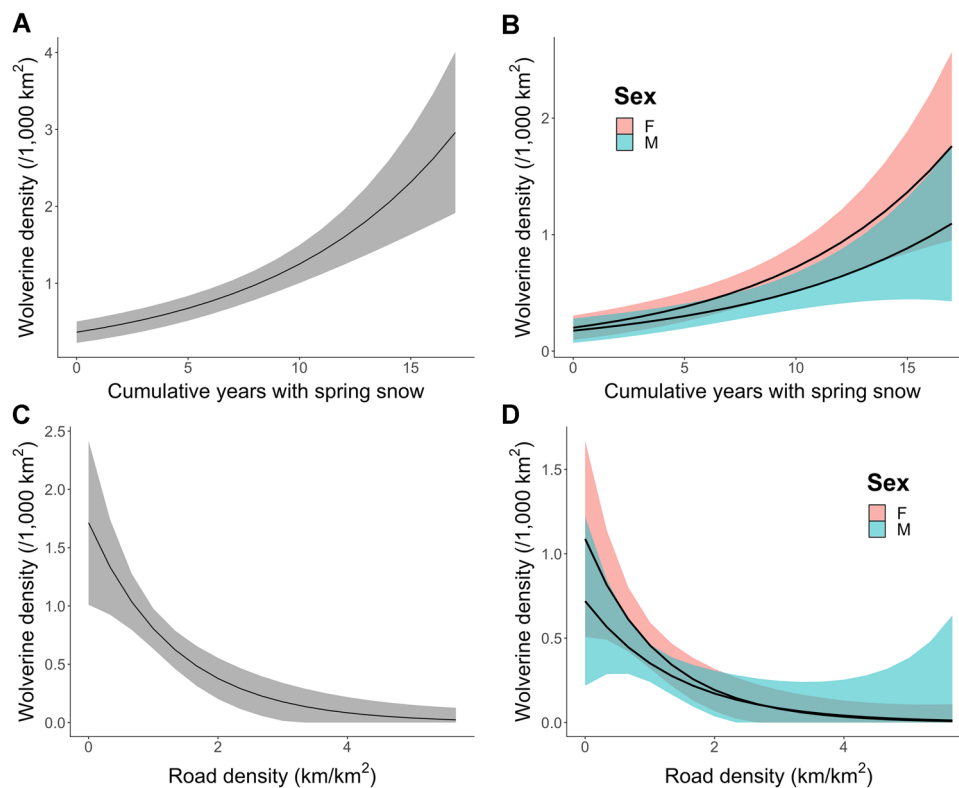 A
Wolverine density (/1,000 km²)
4
3
2
1
0
5
10
15
Cumulative years with spring snow
B
Wolverine density (/1,000 km²)
2
1
0
Sex
F
M
0
5
10
15
Cumulative years with spring snow
C
Wolverine density (/1,000 km²)
2.5
2.0
1.5
1.0
0.5
0.0
0
2
4
Road density (km/km²)
D
Wolverine density (/1,000 km²)
1.5
1.0
0.5
0.0
Sex
F
M
0
2
4
Road density (km/km²)